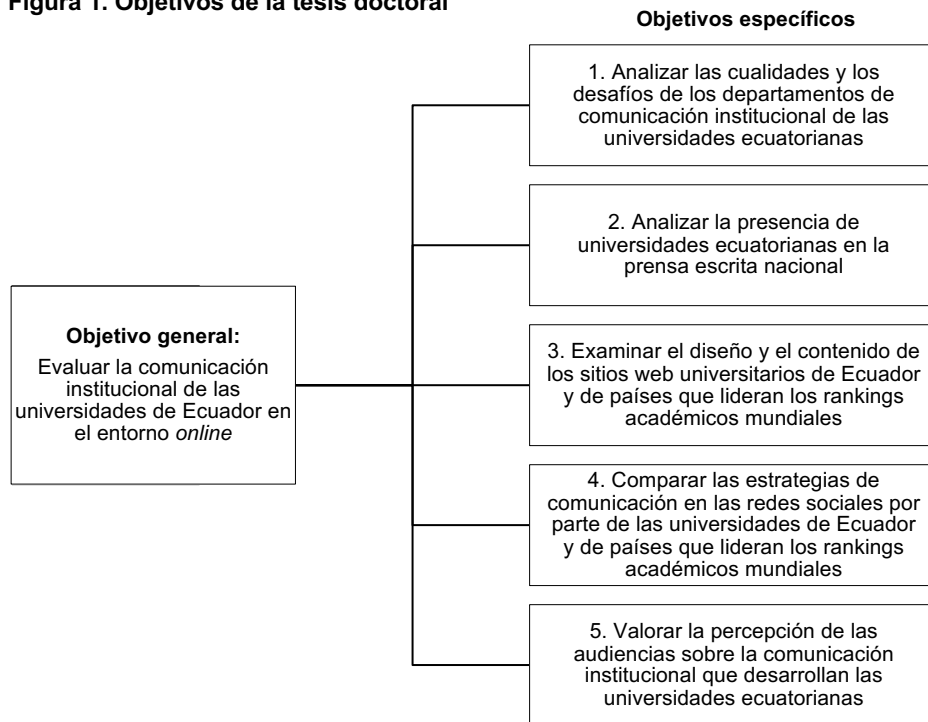 Figura 1. Objetivos de la tesis doctoral
Objetivos específicos
1. Analizar las cualidades y los
desafíos de los departamentos de
comunicación institucional de las
universidades ecuatorianas
2. Analizar la presencia de
universidades ecuatorianas en la
prensa escrita nacional
Objetivo general:
Evaluar la comunicación
institucional de las
universidades de Ecuador en
el entorno online
3. Examinar el diseño y el contenido de
los sitios web universitarios de Ecuador
y de países que lideran los rankings
académicos mundiales
4. Comparar las estrategias de
comunicación en las redes sociales por
parte de las universidades de Ecuador
y de países que lideran los rankings
académicos mundiales
5. Valorar la percepción de las
audiencias sobre la comunicación
institucional que desarrollan las
universidades ecuatorianas